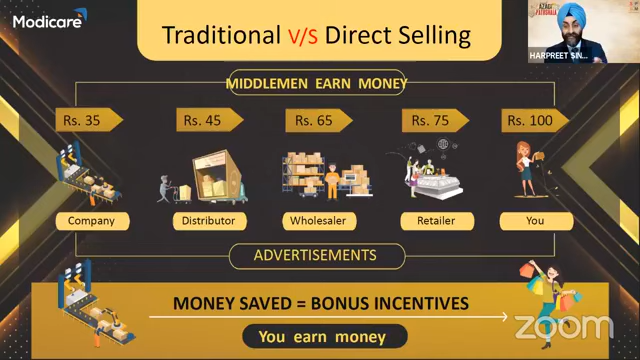 Modicare
Traditional v/s Direct Selling
HARPREET SIN...
MIDDLEMEN EARN MONEY
Rs. 35
Rs. 45
Rs. 65
Rs. 75
Rs. 100
Company
Distributor
Wholesaler
Retailer
You
ADVERTISEMENTS
MONEY SAVED = BONUS INCENTIVES
You earn money
zoom